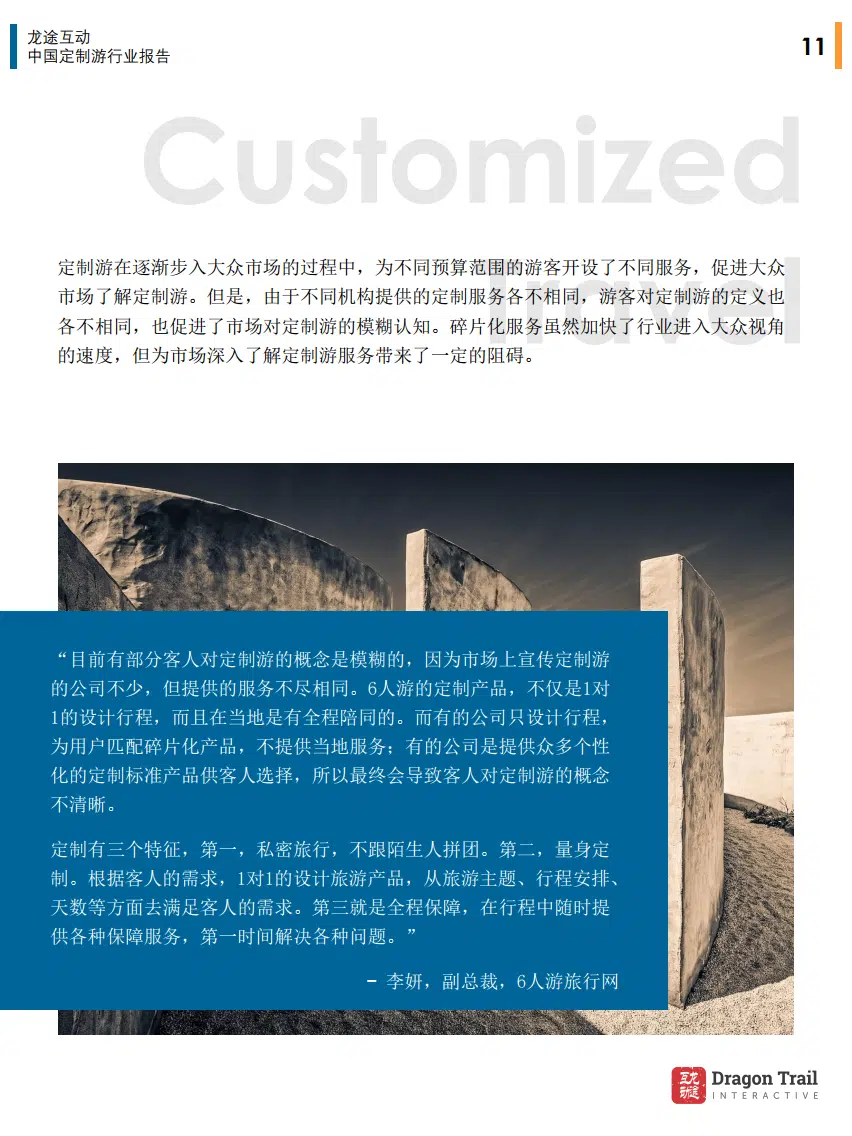 龙途互动
中国定制游行业报告
11
Customized
Travel
定制游在逐渐步入大众市场的过程中，为不同预算范围的游客开设了不同服务，促进大众
市场了解定制游。但是，由于不同机构提供的定制服务各不相同，游客对定制游的定义也
各不相同，也促进了市场对定制游的模糊认知。碎片化服务虽然加快了行业进入大众视角
的速度，但为市场深入了解定制游服务带来了一定的阻碍。
“目前有部分客人对定制游的概念是模糊的，因为市场上宣传定制游
的公司不少，但提供的服务不尽相同。6人游的定制产品，不仅是1对
1的设计行程，而且在当地是有全程陪同的。而有的公司只设计行程，
为用户匹配碎片化产品，不提供当地服务；有的公司是提供众多个性
化的定制标准产品供客人选择，所以最终会导致客人对定制游的概念
不清晰。
定制有三个特征，第一，私密旅行，不跟陌生人拼团。第二，量身定
制。根据客人的需求，1对1的设计旅游产品，从旅游主题、行程安排、
天数等方面去满足客人的需求。第三就是全程保障，在行程中随时提
供各种保障服务，第一时间解决各种问题。”
– 李妍，副总裁，6人游旅行网
龙途互动
Dragon Trail
INTERACTIVE